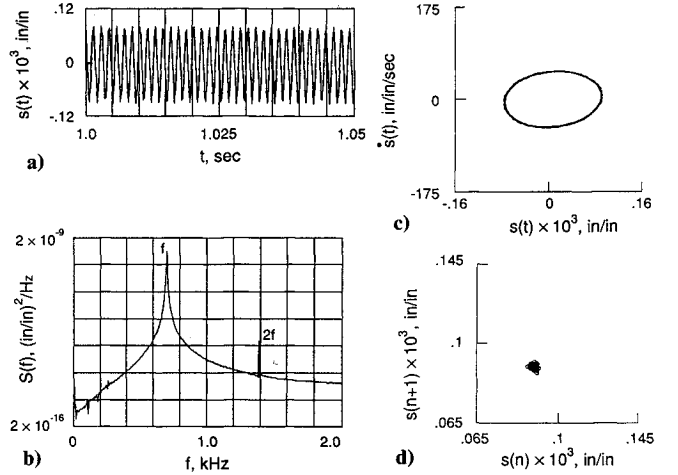 .12
0
-.12
s(t) × 10³, in/in
1.0
1.025
1.05
t, sec
a)
175
0
-175
ṡ(t), in/in/sec
-.16
0
.16
s(t) × 10³, in/in
c)
2 × 10⁻⁹
2 × 10⁻¹⁶
S(f), (in/in)²/Hz
f
2f
0
1.0
2.0
f, kHz
b)
.145
.1
.065
s(n+1) × 10³, in/in
.065
.1
.145
s(n) × 10³, in/in
d)